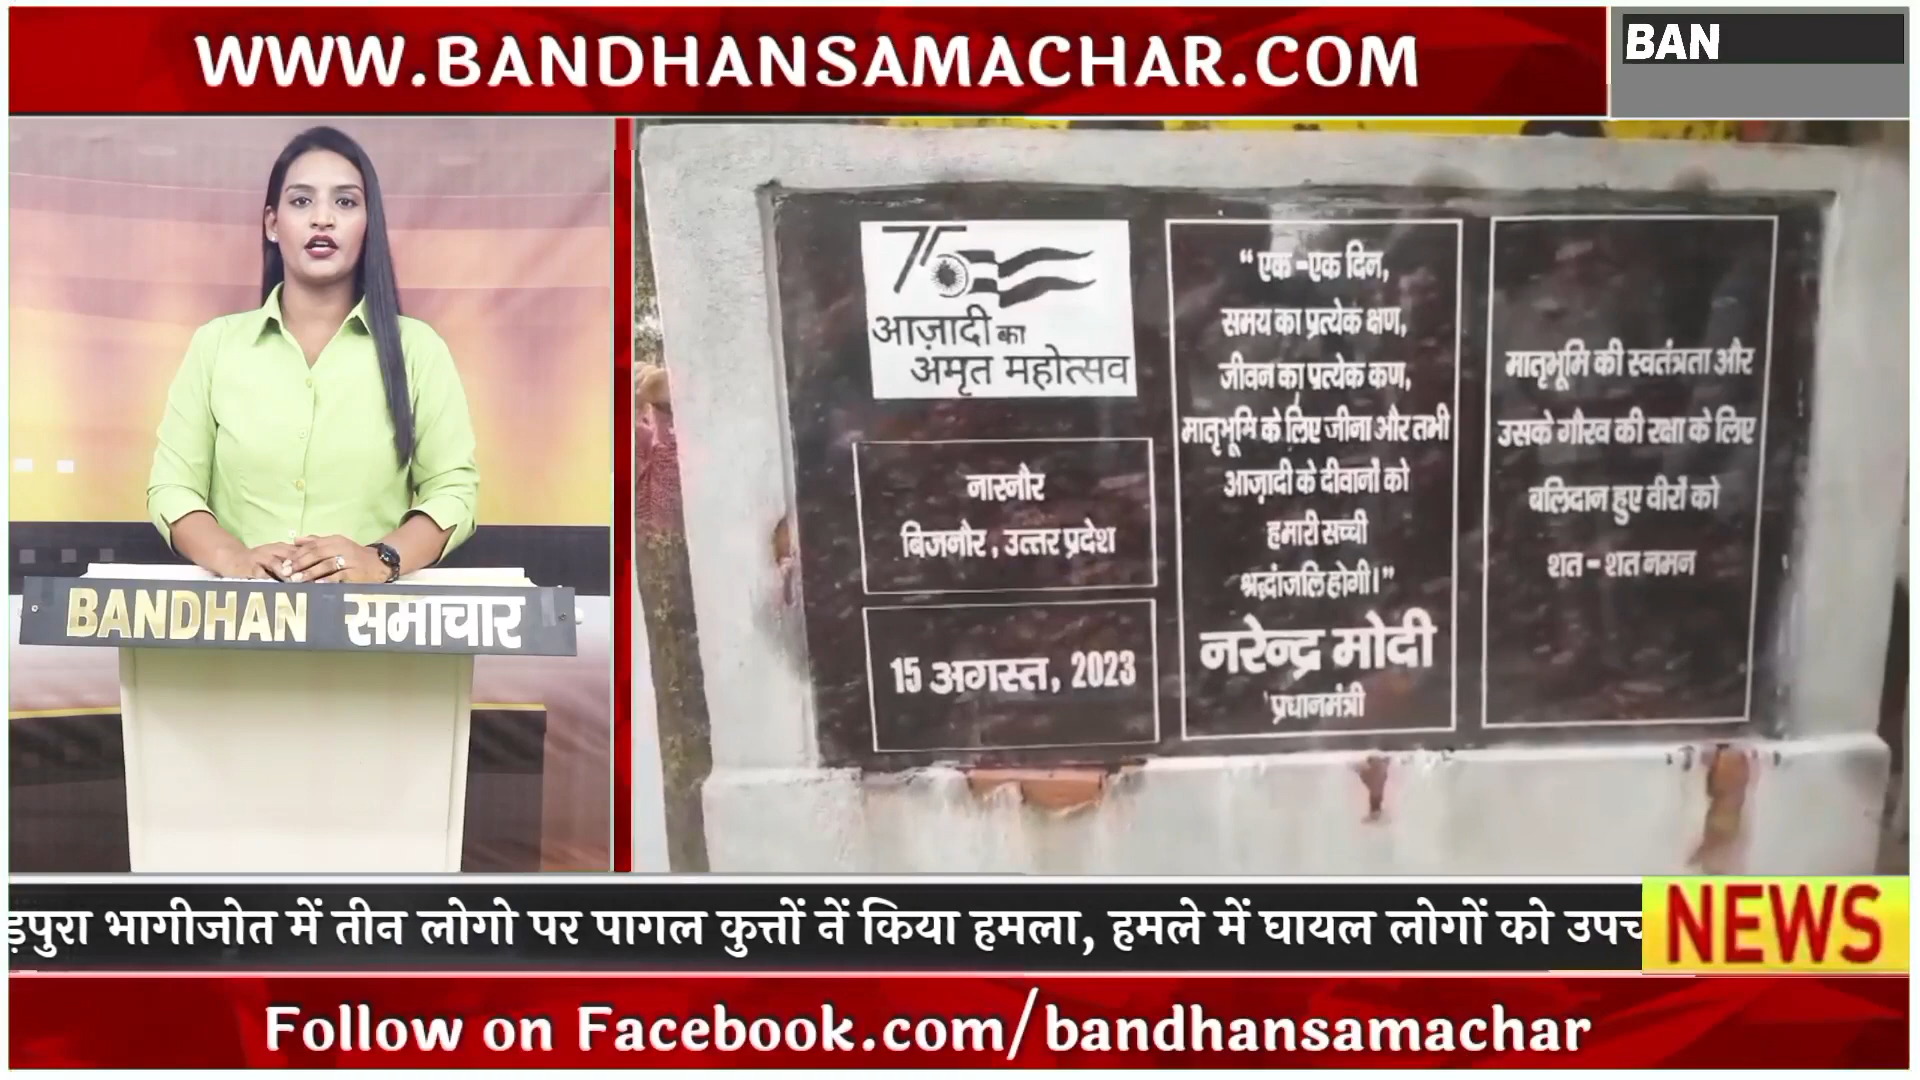 WWW.BANDHANSAMACHAR.COM
BAN
75
आज़ादी का
अमृत महोत्सव
नारनौर
बिजनौर, उत्तर प्रदेश
15 अगस्त, 2023
“ एक -एक दिन,
समय का प्रत्येक क्षण,
जीवन का प्रत्येक कण,
मातृभूमि के लिए जीना और तभी
आज़ादी के दीवानों को
हमारी सच्ची
श्रद्धांजलि होगी।”
नरेन्द्र मोदी
प्रधानमंत्री
मातृभूमि की स्वतंत्रता और
उसके गौरव की रक्षा के लिए
बलिदान हुए वीरों को
शत - शत नमन
BANDHAN समाचार
ड़पुरा भागीजोत में तीन लोगो पर पागल कुत्तों नें किया हमला, हमले में घायल लोगों को उपच
NEWS
Follow on Facebook.com/bandhansamachar